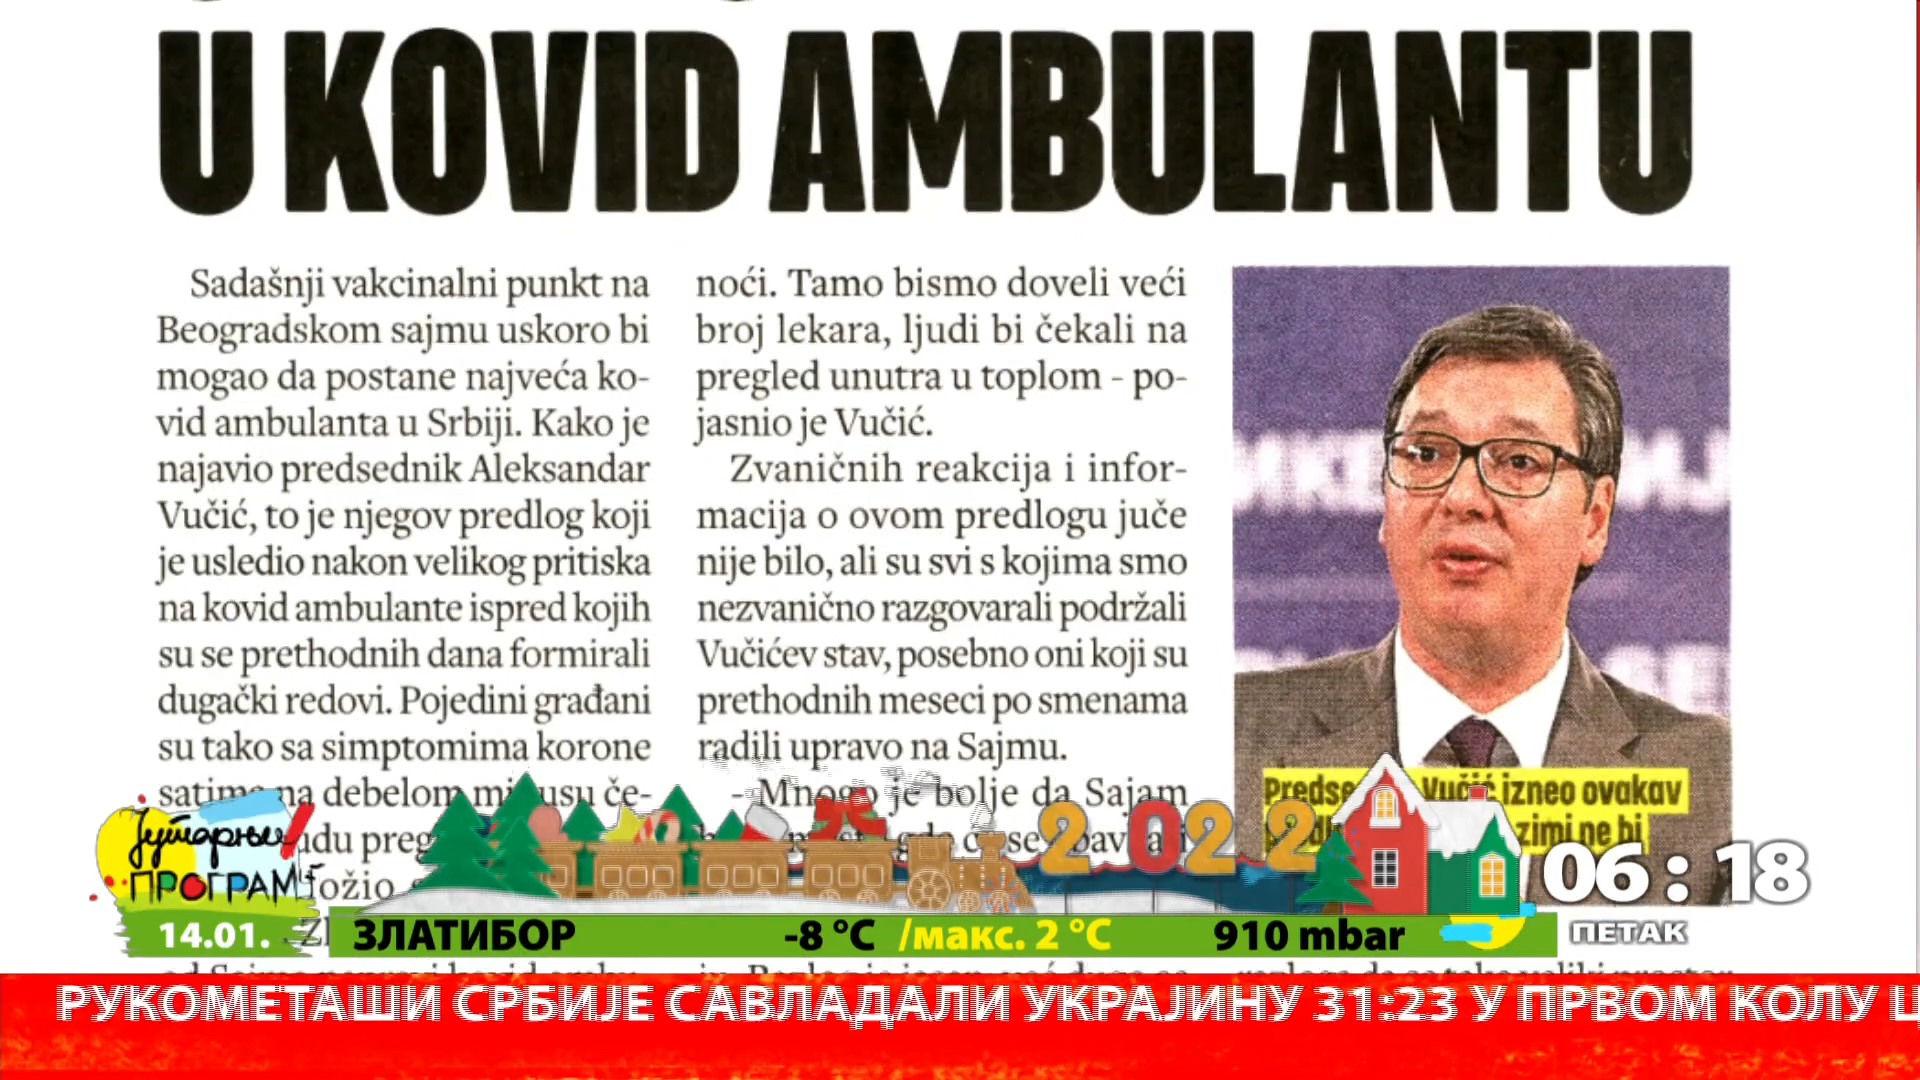 U KOVID AMBULANTU
Sadašnji vakcinalni punkt na
Beogradskom sajmu uskoro bi
mogao da postane najveća ko-
vid ambulanta u Srbiji. Kako je
najavio predsednik Aleksandar
Vučić, to je njegov predlog koji
je usledio nakon velikog pritiska
na kovid ambulante ispred kojih
su se prethodnih dana formirali
dugački redovi. Pojedini građani
su tako sa simptomima korone
na debelom
noći. Tamo bismo doveli veći
broj lekara, ljudi bi čekali na
pregled unutra u toplom - po-
jasnio je Vučić.
Zvaničnih reakcija i infor-
macija o ovom predlogu juče
nije bilo, ali su svi s kojima smo
nezvanično razgovarali podržali
Vučićev stav, posebno oni koji su
prethodnih meseci po smenama
radili upravo na Sajmu.
- Mnogo je bolje da Sajam
Vučić izneo ovakav
zimi ne bi
Јутарњи
ПРОГРАМ
2022
14.01.
ЗЛАТИБОР -8 °C /макс. 2 °C 910 mbar
06:18
ПЕТАК
РУКОМЕТАШИ СРБИЈЕ САВЛАДАЛИ УКРАЈИНУ 31:23 У ПРВОМ КОЛУ